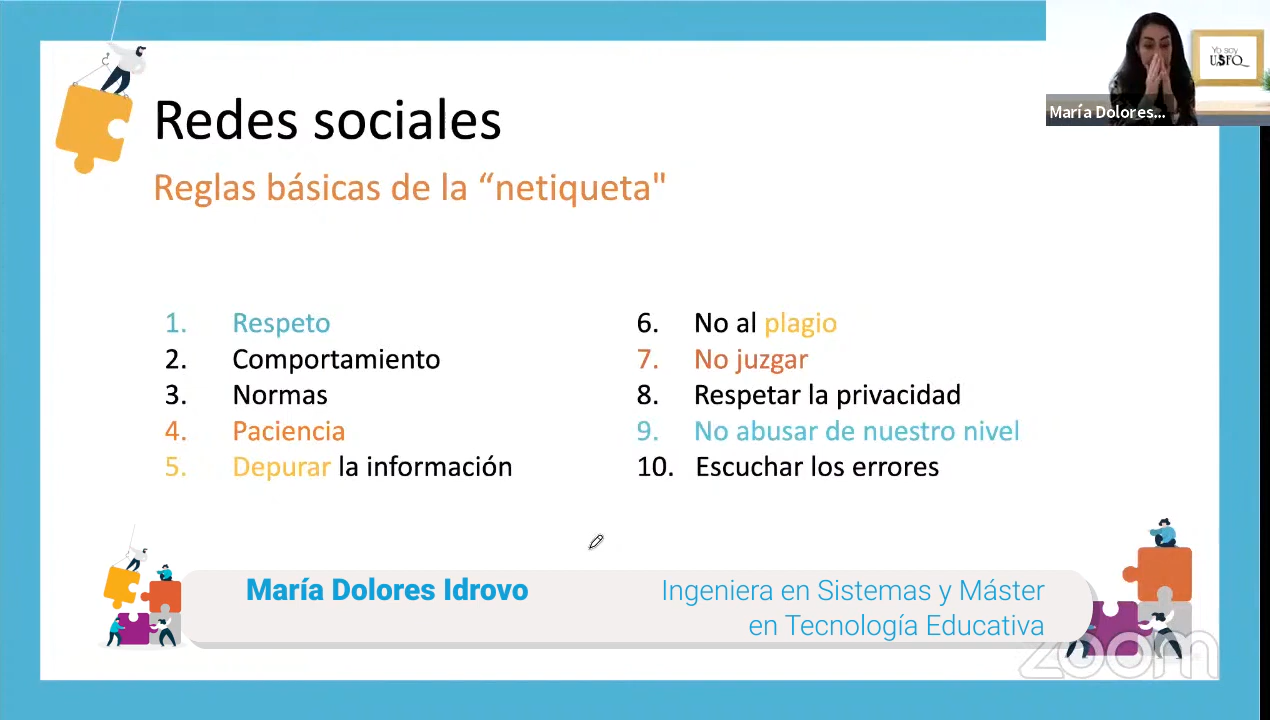 Yo soy
USFQ
María Dolores...
Redes sociales
Reglas básicas de la “netiqueta"
1. Respeto
2. Comportamiento
3. Normas
4. Paciencia
5. Depurar la información
6. No al plagio
7. No juzgar
8. Respetar la privacidad
9. No abusar de nuestro nivel
10. Escuchar los errores
María Dolores Idrovo
Ingeniera en Sistemas y Máster
en Tecnología Educativa
zoom